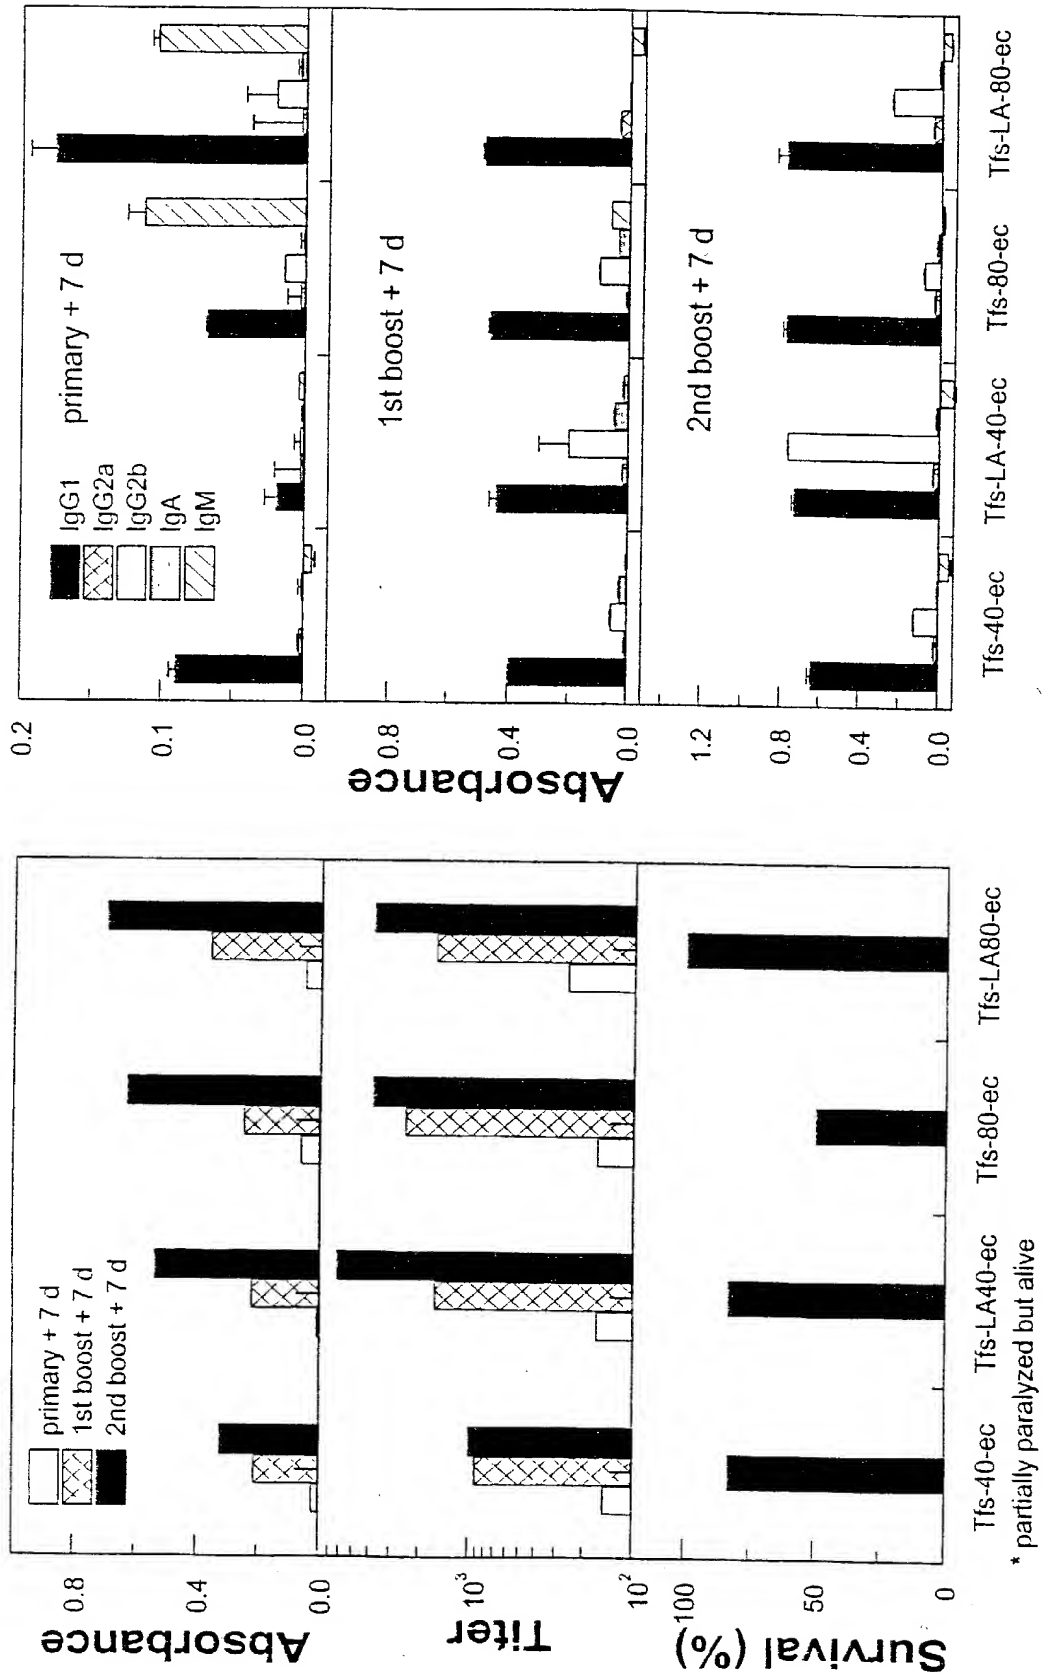 primary + 7 d
1st boost + 7 d
2nd boost + 7 d
Absorbance
0.8
0.4
0.0
Titer
10³
10²
Survival (%)
100
50
0
Tfs-40-ec
Tfs-LA40-ec
Tfs-80-ec
Tfs-LA80-ec
* partially paralyzed but alive
IgG1
IgG2a
IgG2b
IgA
IgM
primary + 7 d
0.2
0.1
0.0
1st boost + 7 d
Absorbance
0.8
0.4
0.0
2nd boost + 7 d
1.2
0.8
0.4
0.0
Tfs-40-ec
Tfs-LA-40-ec
Tfs-80-ec
Tfs-LA-80-ec